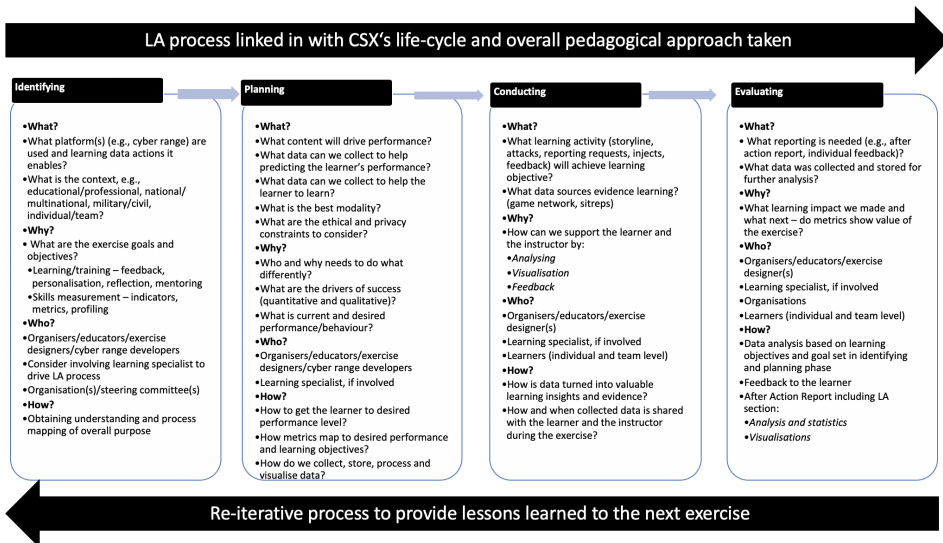 LA process linked in with CSX‘s life-cycle and overall pedagogical approach taken
Identifying
•What?
•What platform(s) (e.g., cyber range) are
used and learning data actions it
enables?
•What is the context, e.g.,
educational/professional, national/
multinational, military/civil,
individual/team?
•Why?
• What are the exercise goals and
objectives?
•Learning/training – feedback,
personalisation, reflection, mentoring
•Skills measurement – indicators,
metrics, profiling
•Who?
•Organisers/educators/exercise
designers/cyber range developers
•Consider involving learning specialist to
drive LA process
•Organisation(s)/steering committee(s)
•How?
•Obtaining understanding and process
mapping of overall purpose
Planning
•What?
•What content will drive performance?
•What data can we collect to help
predicting the learner’s performance?
•What data can we collect to help the
learner to learn?
•What is the best modality?
•What are the ethical and privacy
constraints to consider?
•Why?
•Who and why needs to do what
differently?
•What are the drivers of success
(quantitative and qualitative)?
•What is current and desired
performance/behaviour?
•Who?
•Organisers/educators/exercise
designers/cyber range developers
•Learning specialist, if involved
•How?
•How to get the learner to desired
performance level?
•How metrics map to desired performance
and learning objectives?
•How do we collect, store, process and
visualise data?
Conducting
•What?
•What learning activity (storyline,
attacks, reporting requests, injects,
feedback) will achieve learning
objective?
•What data sources evidence learning?
(game network, sitreps)
•Why?
•How can we support the learner and
the instructor by:
•Analysing
•Visualisation
•Feedback
•Who?
•Organisers/educators/exercise
designer(s)
•Learning specialist, if involved
•Learners (individual and team level)
•How?
•How is data turned into valuable
learning insights and evidence?
•How and when collected data is shared
with the learner and the instructor
during the exercise?
Evaluating
•What?
• What reporting is needed (e.g., after
action report, individual feedback)?
•What data was collected and stored for
further analysis?
•Why?
•What learning impact we made and
what next – do metrics show value of
the exercise?
•Who?
•Organisers/educators/exercise
designer(s)
•Learning specialist, if involved
•Organisations
•Learners (individual and team level)
•How?
•Data analysis based on learning
objectives and goal set in identifying
and planning phase
•Feedback to the learner
•After Action Report including LA
section:
•Analysis and statistics
•Visualisations
Re-iterative process to provide lessons learned to the next exercise